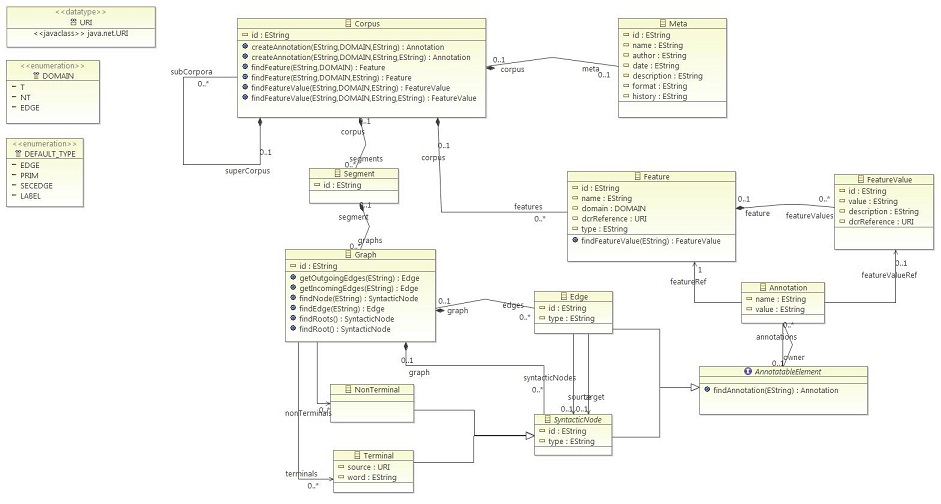 <<datatype>>
URI
<<javaclass>> java.net.URI
<<enumeration>>
DOMAIN
T
NT
EDGE
<<enumeration>>
DEFAULT_TYPE
EDGE
PRIM
SECEDGE
LABEL
Corpus
id : EString
createAnnotation(EString,DOMAIN,EString) : Annotation
createAnnotation(EString,DOMAIN,EString,EString) : Annotation
findFeature(EString,DOMAIN) : Feature
findFeature(EString,DOMAIN,EString) : Feature
findFeatureValue(EString,DOMAIN,EString) : FeatureValue
findFeatureValue(EString,DOMAIN,EString,EString) : FeatureValue
Meta
id : EString
name : EString
author : EString
date : EString
description : EString
format : EString
history : EString
0..1
corpus
meta
0..1
subCorpora
0..*
0..1
superCorpus
0..1
corpus
segments
0..*
0..1
corpus
features
0..*
Segment
id : EString
0..1
segment
graphs
0..*
Feature
id : EString
name : EString
domain : DOMAIN
dcrReference : URI
type : EString
findFeatureValue(EString) : FeatureValue
0..1
feature
0..*
featureValues
FeatureValue
id : EString
value : EString
description : EString
dcrReference : URI
1
featureRef
0..1
featureValueRef
Annotation
name : EString
value : EString
0..*
annotations
owner
0..1
AnnotatableElement
findAnnotation(EString) : Annotation
Graph
id : EString
getOutgoingEdges(EString) : Edge
getIncomingEdges(EString) : Edge
findNode(EString) : SyntacticNode
findEdge(EString) : Edge
findRoots() : SyntacticNode
findRoot() : SyntacticNode
0..1
graph
edges
0..*
Edge
id : EString
type : EString
0..1
graph
syntacticNodes
0..*
source
target
0..1
0..1
SyntacticNode
id : EString
type : EString
NonTerminal
nonTerminals
0..*
Terminal
source : URI
word : EString
terminals
0..*